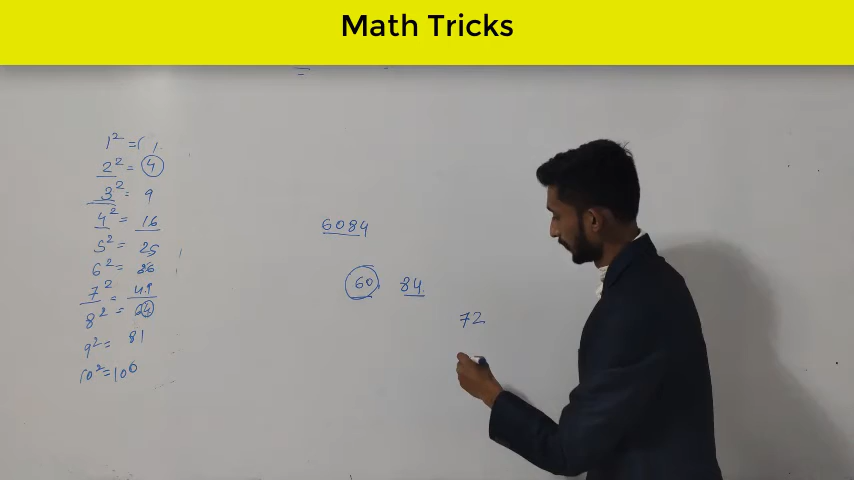 Math Tricks
1² = 1
2² = 4
3² = 9
4² = 16
5² = 25
6² = 36
7² = 49
8² = 64
9² = 81
10² = 100
6084
60 84
72